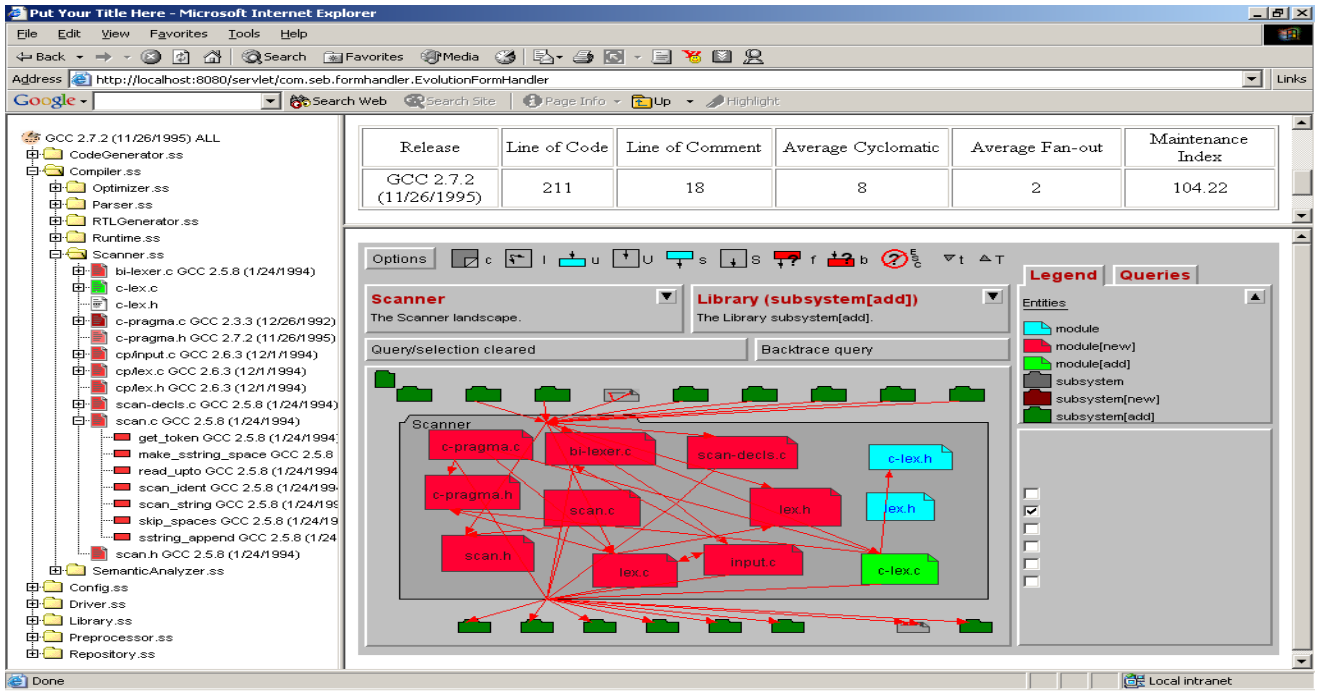 Put Your Title Here - Microsoft Internet Explorer
File Edit View Favorites Tools Help
Back Search Favorites Media
Address http://localhost:8080/servlet/com.seb.formhandler.EvolutionFormHandler Links
Google Search Web Search Site Page Info Up Highlight
GCC 2.7.2 (11/26/1995) ALL
CodeGenerator.ss
Compiler.ss
Optimizer.ss
Parser.ss
RTLGenerator.ss
Runtime.ss
Scanner.ss
bi-lexer.c GCC 2.5.8 (1/24/1994)
c-lex.c
c-lex.h
c-pragma.c GCC 2.3.3 (12/26/1992)
c-pragma.h GCC 2.7.2 (11/26/1995)
cp/input.c GCC 2.6.3 (12/1/1994)
cp/lex.c GCC 2.6.3 (12/1/1994)
cp/lex.h GCC 2.6.3 (12/1/1994)
scan-decls.c GCC 2.5.8 (1/24/1994)
scan.c GCC 2.5.8 (1/24/1994)
get_token GCC 2.5.8 (1/24/1994
make_sstring_space GCC 2.5.8
read_upto GCC 2.5.8 (1/24/1994
scan_ident GCC 2.5.8 (1/24/199
scan_string GCC 2.5.8 (1/24/199
skip_spaces GCC 2.5.8 (1/24/19
sstring_append GCC 2.5.8 (1/24
scan.h GCC 2.5.8 (1/24/1994)
SemanticAnalyzer.ss
Config.ss
Driver.ss
Library.ss
Preprocessor.ss
Repository.ss
Release Line of Code Line of Comment Average Cyclomatic Average Fan-out Maintenance Index
GCC 2.7.2 (11/26/1995) 211 18 8 2 104.22
Options c l u U s S ? f ? b ? E S C t T
Scanner
The Scanner landscape.
Library (subsystem[add])
The Library subsystem[add].
Query/selection cleared
Backtrace query
Scanner
c-pragma.c
bi-lexer.c
scan-decls.c
c-lex.h
c-pragma.h
scan.c
lex.h
lex.h
scan.h
lex.c
input.c
c-lex.c
Legend Queries
Entities
module
module[new]
module[add]
subsystem
subsystem[new]
subsystem[add]
Done
Local intranet